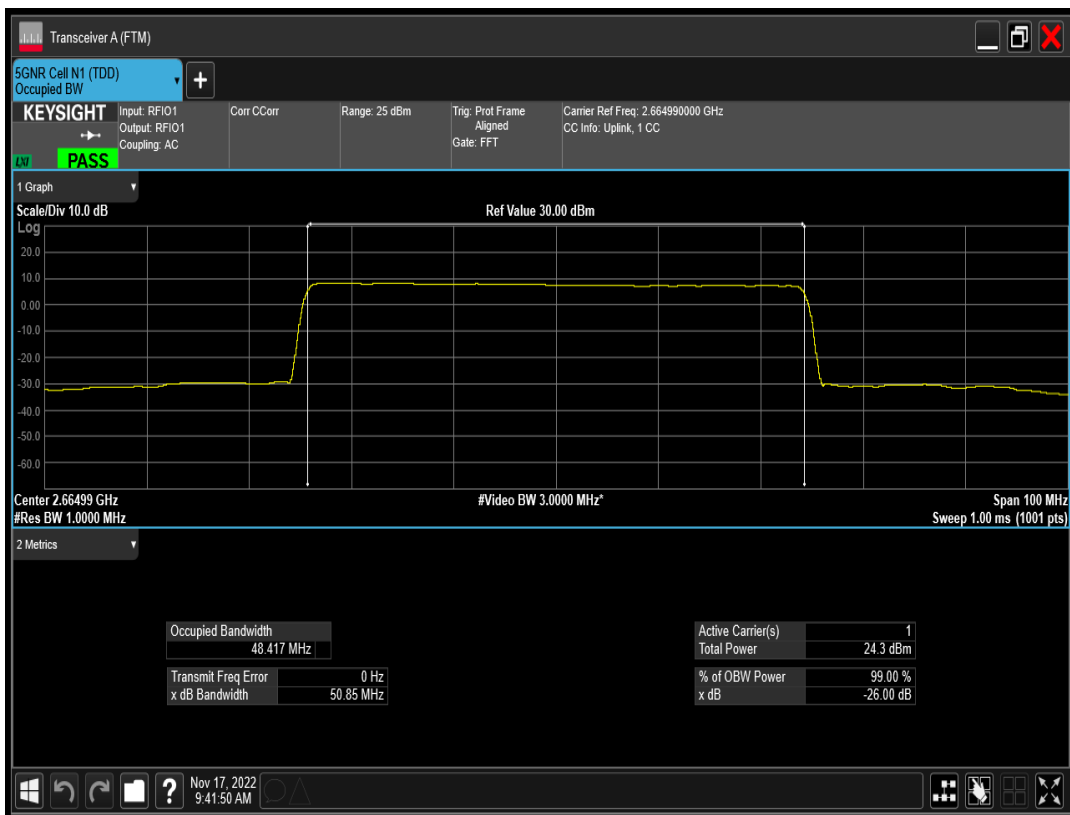 Transceiver A (FTM)
5GNR Cell N1 (TDD)
Occupied BW
+
KEYSIGHT
LXI
PASS
Input: RFIO1
Output: RFIO1
Coupling: AC
Corr CCorr
Range: 25 dBm
Trig: Prot Frame
Aligned
Gate: FFT
Carrier Ref Freq: 2.664990000 GHz
CC Info: Uplink, 1 CC
1 Graph
Scale/Div 10.0 dB
Ref Value 30.00 dBm
Log
20.0
10.0
0.00
-10.0
-20.0
-30.0
-40.0
-50.0
-60.0
Center 2.66499 GHz
#Video BW 3.0000 MHz*
Span 100 MHz
#Res BW 1.0000 MHz
Sweep 1.00 ms (1001 pts)
2 Metrics
Occupied Bandwidth
48.417 MHz
Transmit Freq Error 0 Hz
x dB Bandwidth 50.85 MHz
Active Carrier(s) 1
Total Power 24.3 dBm
% of OBW Power 99.00 %
x dB -26.00 dB
?
Nov 17, 2022
9:41:50 AM